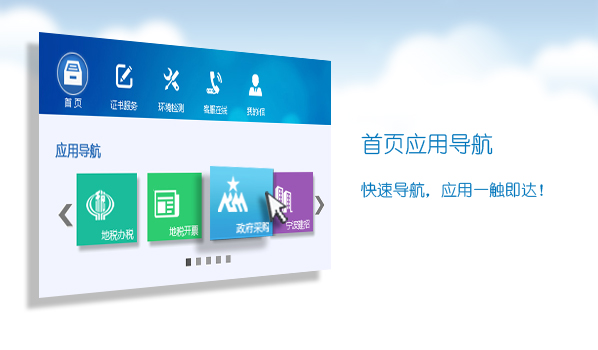 首页
证书服务
环境检测
客服在线
我的信
应用导航
地税办税
地税开票
政府采购
宁波建招
首页应用导航
快速导航，应用一触即达！